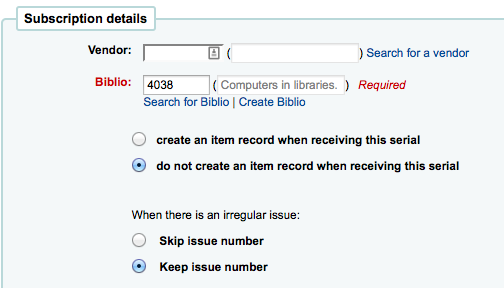 Subscription details
Vendor: ( ) Search for a vendor
Biblio: 4038 (Computers in libraries. ) Required
Search for Biblio | Create Biblio
create an item record when receiving this serial
do not create an item record when receiving this serial
When there is an irregular issue:
Skip issue number
Keep issue number